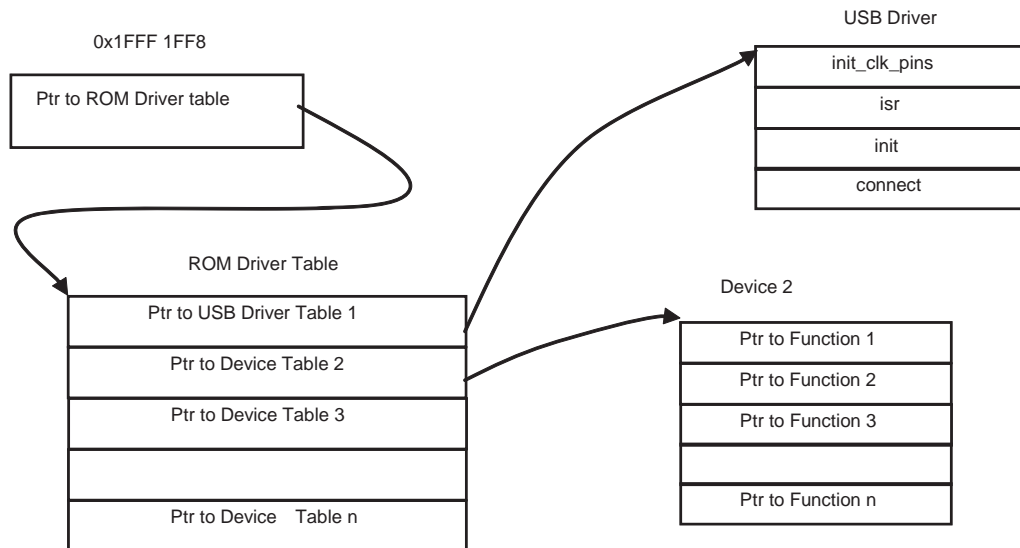 USB Driver
0x1FFF 1FF8
init_clk_pins
Ptr to ROM Driver table
isr
init
connect
ROM Driver Table
Device 2
Ptr to USB Driver Table 1
Ptr to Function 1
Ptr to Device Table 2
Ptr to Function 2
Ptr to Device Table 3
Ptr to Function 3
Ptr to Function n
Ptr to Device Table n